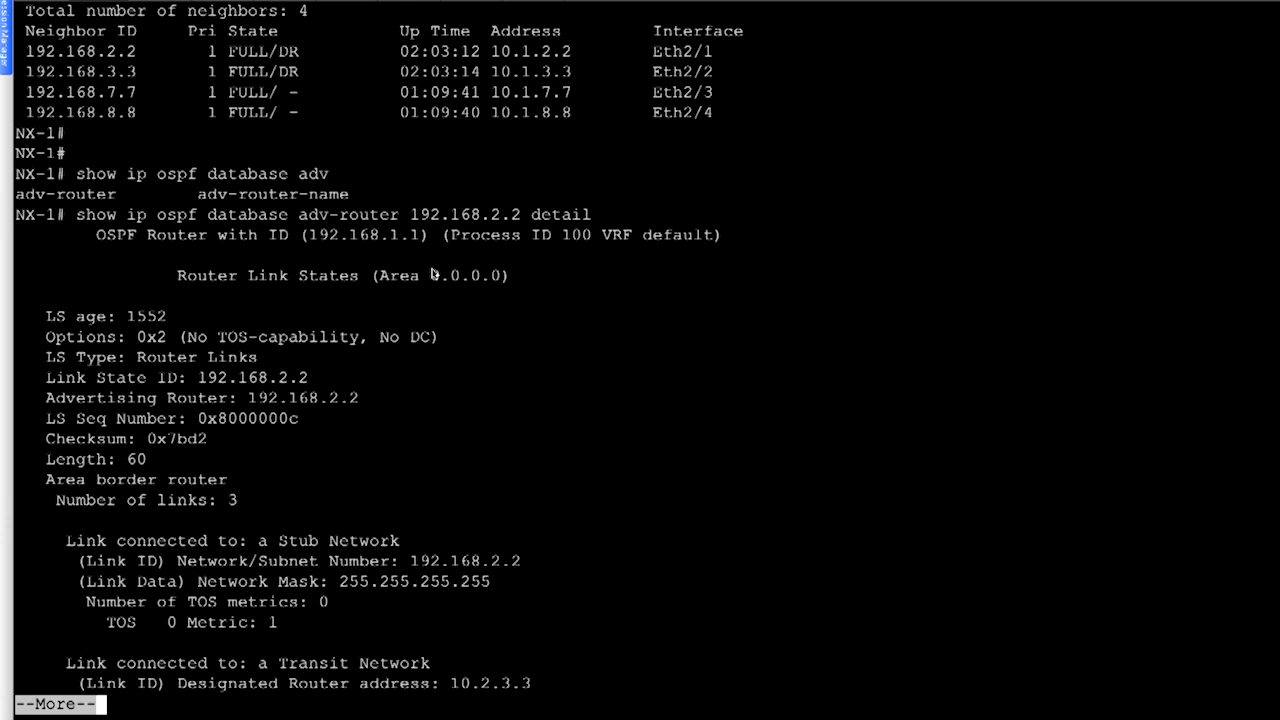 Total number of neighbors: 4
Neighbor ID     Pri State            Up Time  Address         Interface
192.168.2.2       1 FULL/DR          02:03:12 10.1.2.2        Eth2/1
192.168.3.3       1 FULL/DR          02:03:14 10.1.3.3        Eth2/2
192.168.7.7       1 FULL/ -          01:09:41 10.1.7.7        Eth2/3
192.168.8.8       1 FULL/ -          01:09:40 10.1.8.8        Eth2/4
NX-1#
NX-1#
NX-1# show ip ospf database adv
adv-router        adv-router-name
NX-1# show ip ospf database adv-router 192.168.2.2 detail
OSPF Router with ID (192.168.1.1) (Process ID 100 VRF default)
Router Link States (Area 0.0.0.0)
LS age: 1552
Options: 0x2 (No TOS-capability, No DC)
LS Type: Router Links
Link State ID: 192.168.2.2
Advertising Router: 192.168.2.2
LS Seq Number: 0x8000000c
Checksum: 0x7bd2
Length: 60
Area border router
Number of links: 3
Link connected to: a Stub Network
(Link ID) Network/Subnet Number: 192.168.2.2
(Link Data) Network Mask: 255.255.255.255
Number of TOS metrics: 0
TOS   0 Metric: 1
Link connected to: a Transit Network
(Link ID) Designated Router address: 10.2.3.3
--More--